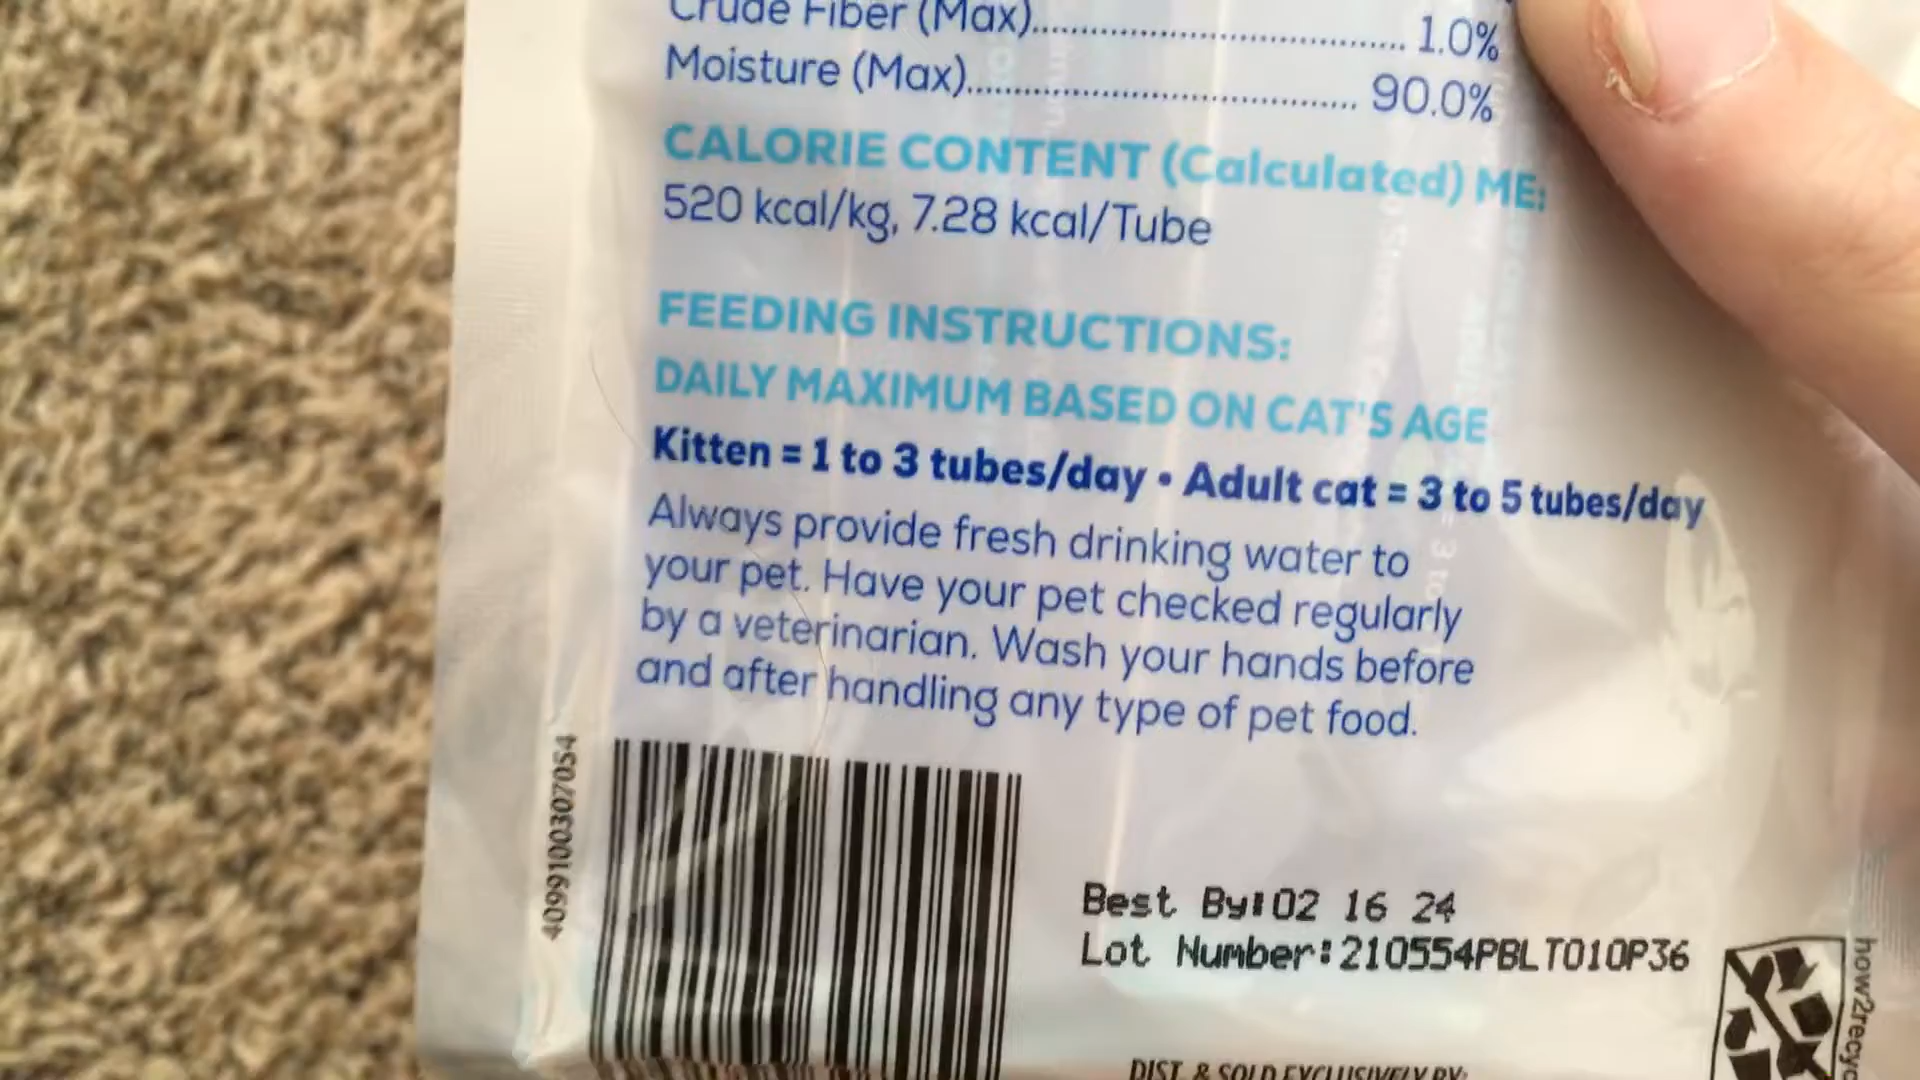 Crude Fiber (Max)........................................ 1.0%
Moisture (Max)............................................ 90.0%
CALORIE CONTENT (Calculated) ME:
520 kcal/kg, 7.28 kcal/Tube
FEEDING INSTRUCTIONS:
DAILY MAXIMUM BASED ON CAT'S AGE
Kitten = 1 to 3 tubes/day • Adult cat = 3 to 5 tubes/day
Always provide fresh drinking water to
your pet. Have your pet checked regularly
by a veterinarian. Wash your hands before
and after handling any type of pet food.
Best By:02 16 24
Lot Number:210554PBLT010P36
DIST. & SOLD EXCLUSIVELY BY: